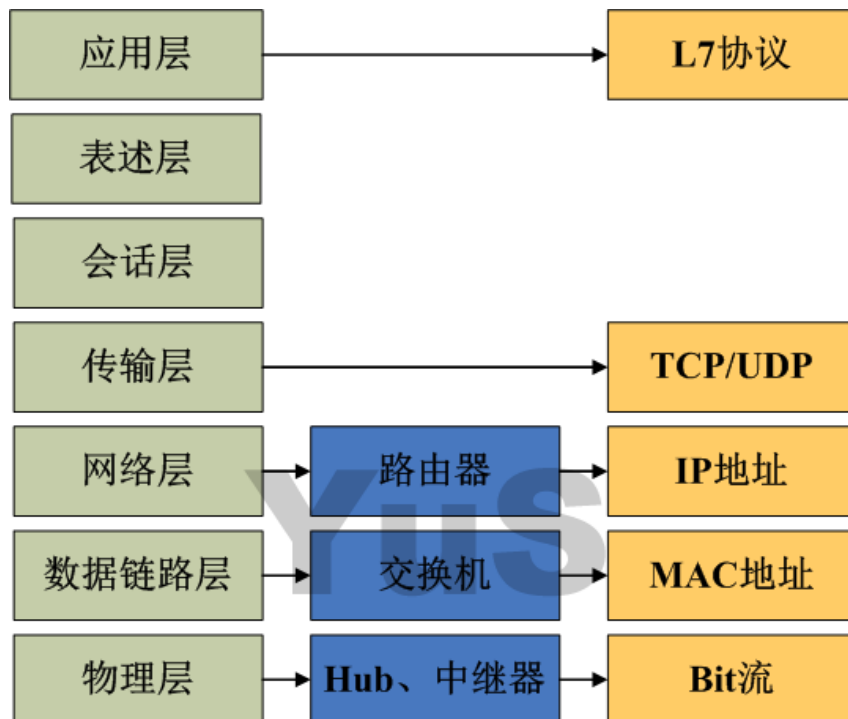 应用层
L7协议
表述层
会话层
传输层
TCP/UDP
网络层
路由器
IP地址
数据链路层
交换机
MAC地址
物理层
Hub、中继器
Bit流
YuS